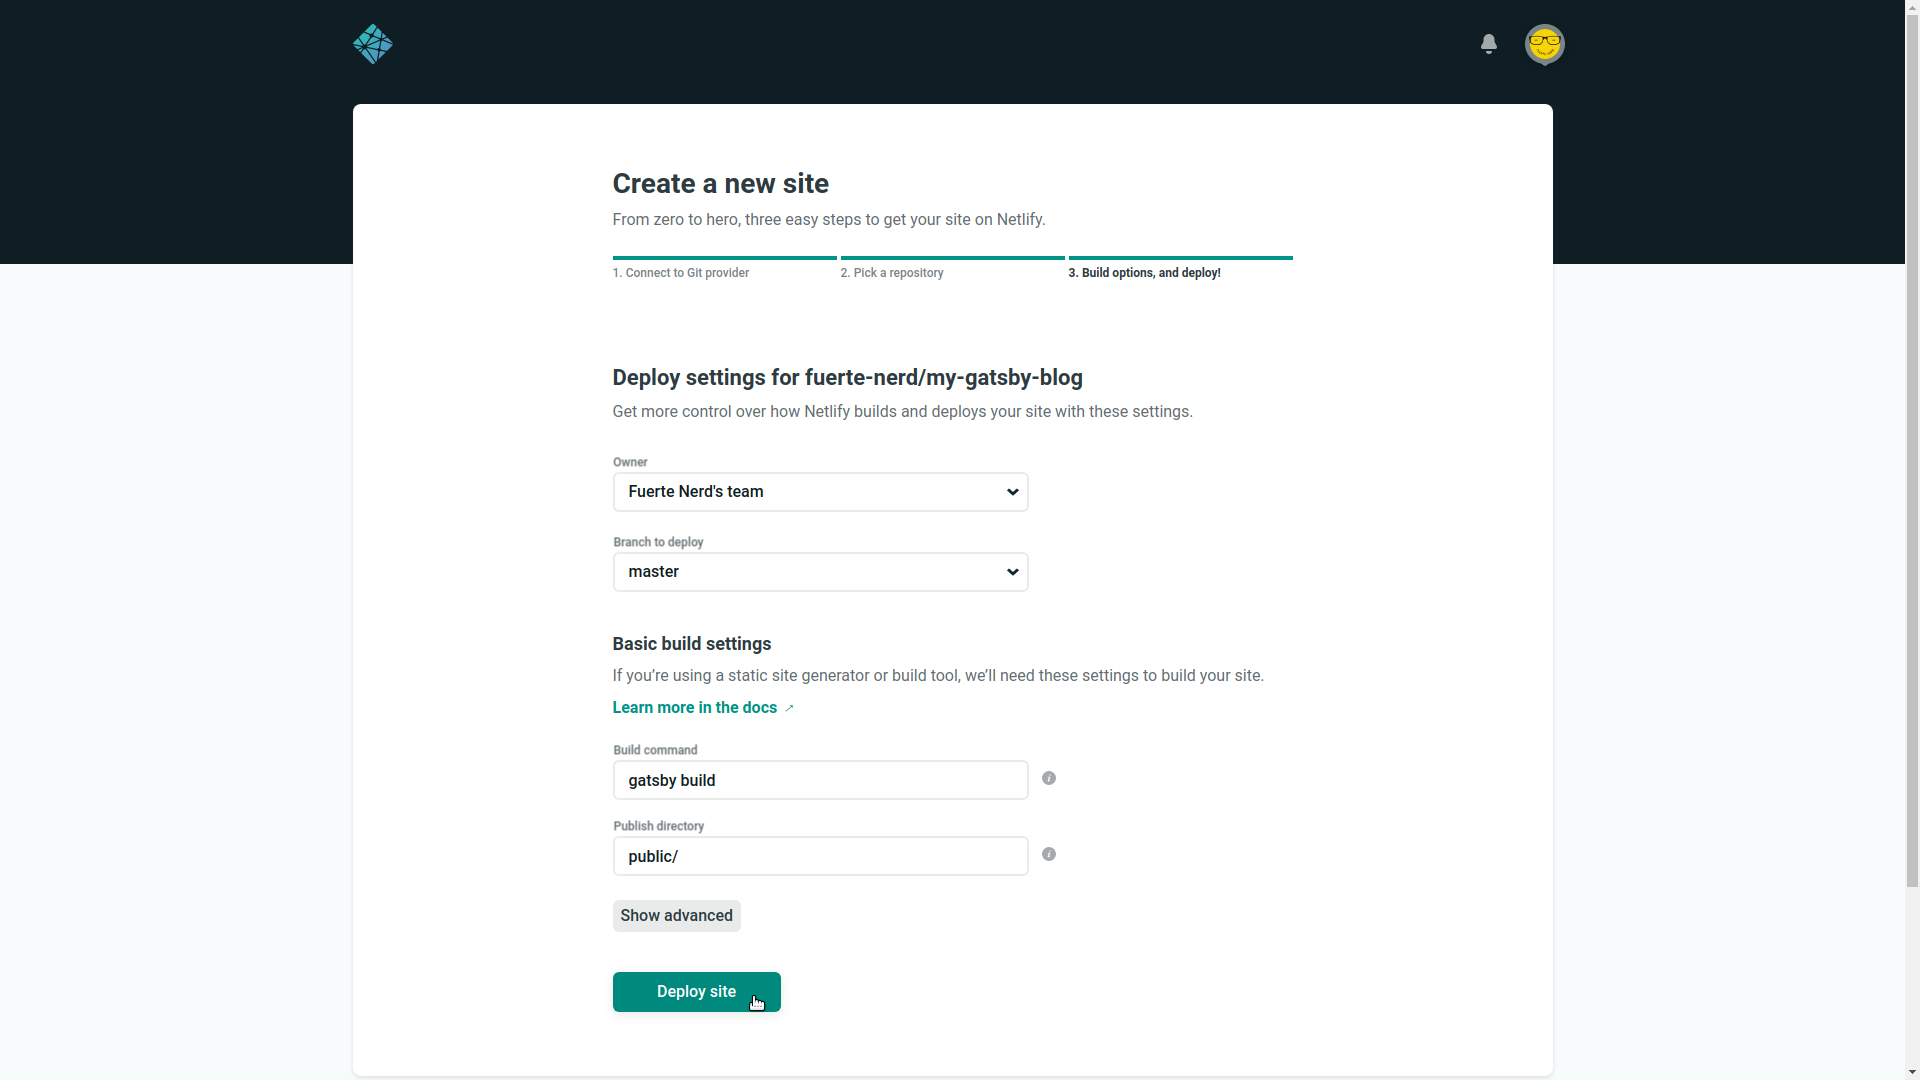 Create a new site
From zero to hero, three easy steps to get your site on Netlify.
1. Connect to Git provider
2. Pick a repository
3. Build options, and deploy!
Deploy settings for fuerte-nerd/my-gatsby-blog
Get more control over how Netlify builds and deploys your site with these settings.
Owner
Fuerte Nerd's team
Branch to deploy
master
Basic build settings
If you’re using a static site generator or build tool, we’ll need these settings to build your site.
Learn more in the docs ↗
Build command
gatsby build
Publish directory
public/
Show advanced
Deploy site